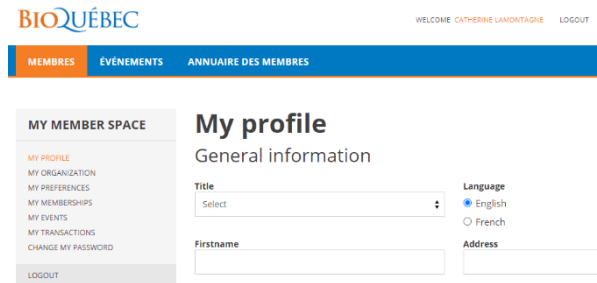 BIOQUÉBEC
WELCOME CATHERINE LAMONTAGNE LOGOUT
MEMBRES ÉVÉNEMENTS ANNUAIRE DES MEMBRES
MY MEMBER SPACE
MY PROFILE
MY ORGANIZATION
MY PREFERENCES
MY MEMBERSHIPS
MY EVENTS
MY TRANSACTIONS
CHANGE MY PASSWORD
LOGOUT
My profile
General information
Title
Select
Language
English
French
Firstname
Address